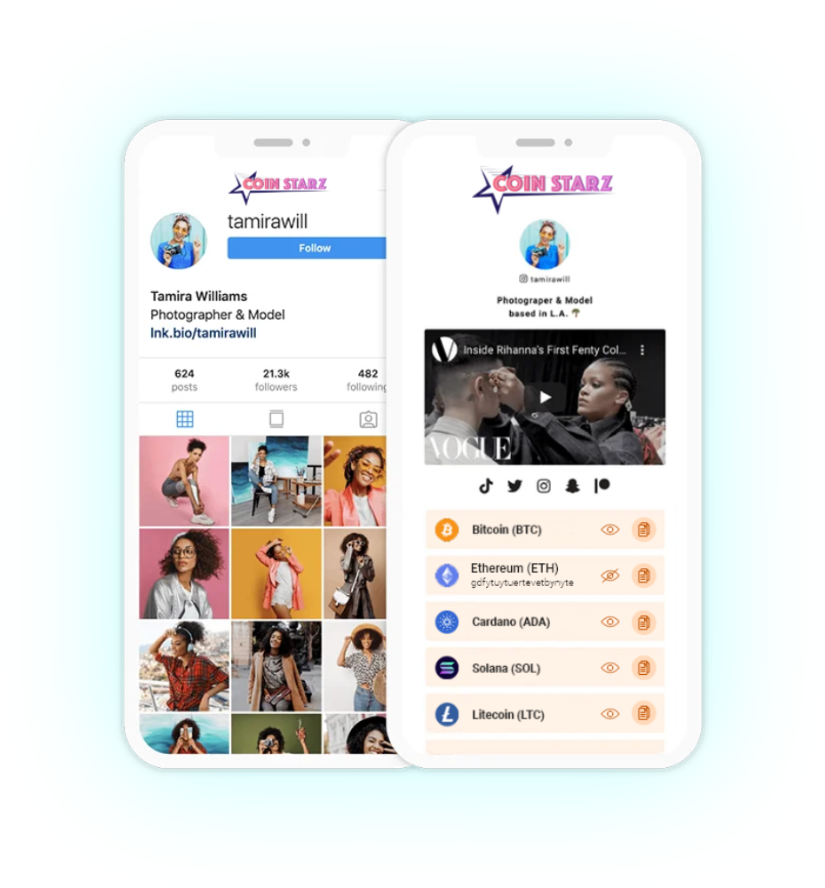 COIN STARZ
tamirawill
Follow
Tamira Williams
Photographer & Model
lnk.bio/tamirawill
624 21.3k 482
posts followers following
COIN STARZ
tamirawill
Photograper & Model
based in L.A.
Inside Rihanna's First Fenty Col...
VOGUE
Bitcoin (BTC)
Ethereum (ETH)
gdfytuytuertevetbynyte
Cardano (ADA)
Solana (SOL)
Litecoin (LTC)